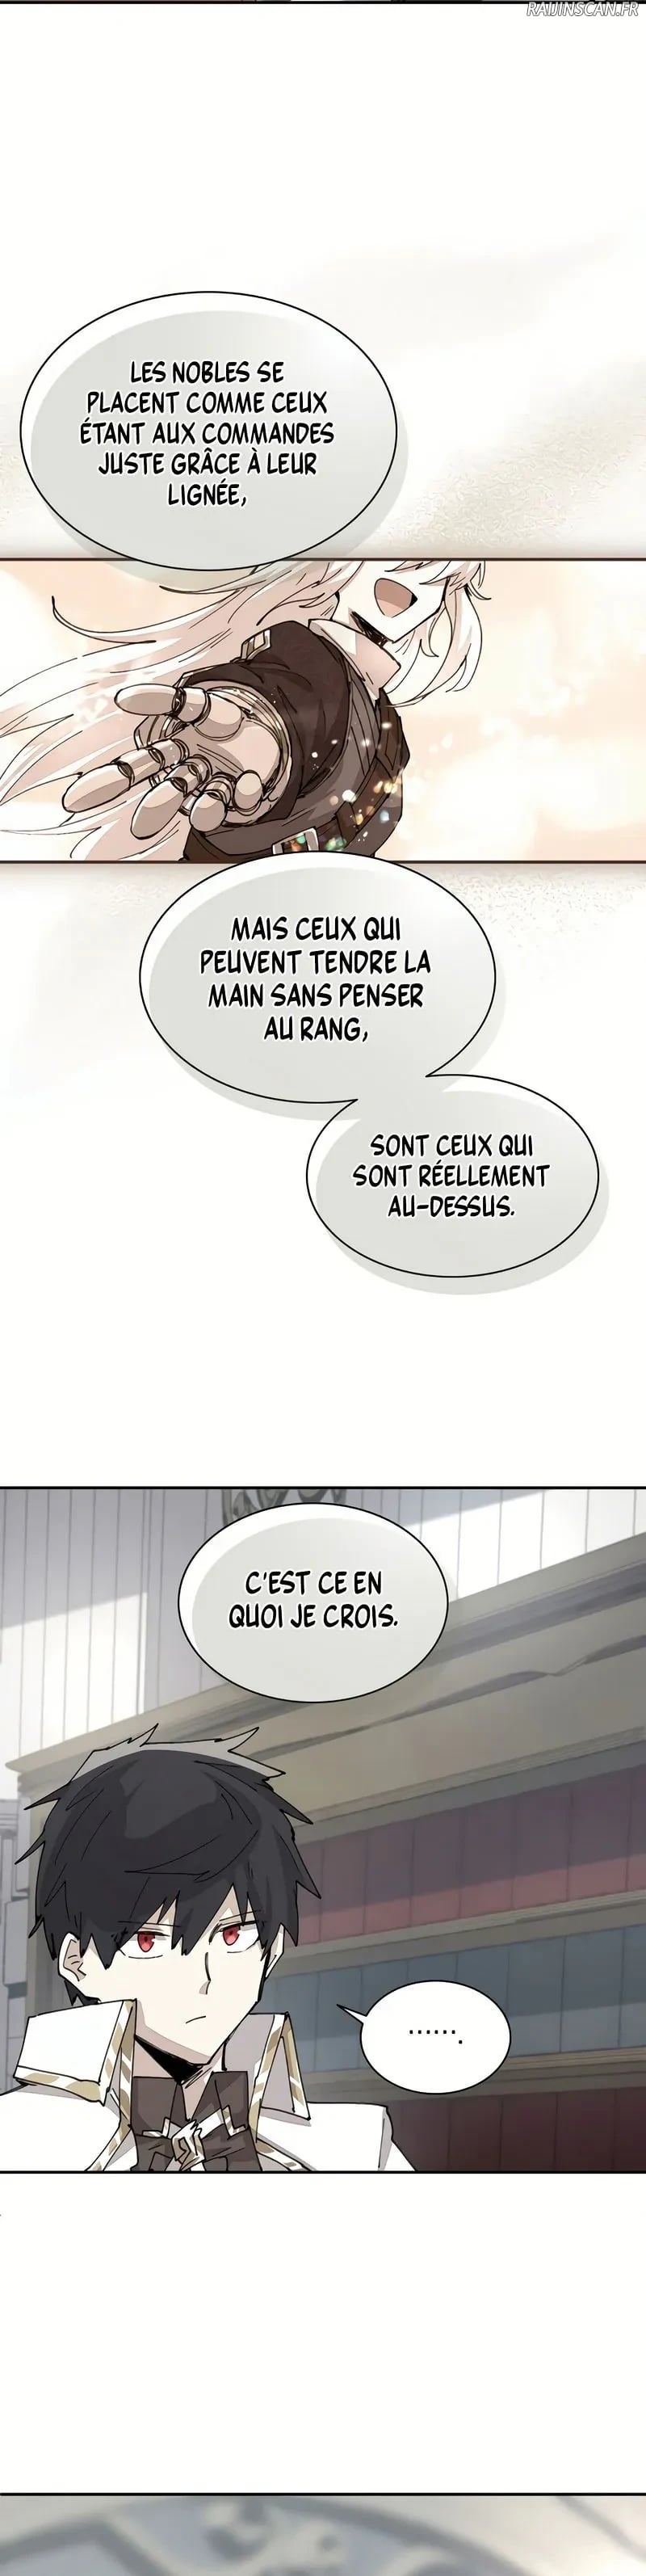 RAIJINSCAN.FR
LES NOBLES SE
PLACENT COMME CEUX
ÉTANT AUX COMMANDES
JUSTE GRÂCE À LEUR
LIGNÉE,
MAIS CEUX QUI
PEUVENT TENDRE LA
MAIN SANS PENSER
AU RANG,
SONT CEUX QUI
SONT RÉELLEMENT
AU-DESSUS.
C'EST CE EN
QUOI JE CROIS.
.......